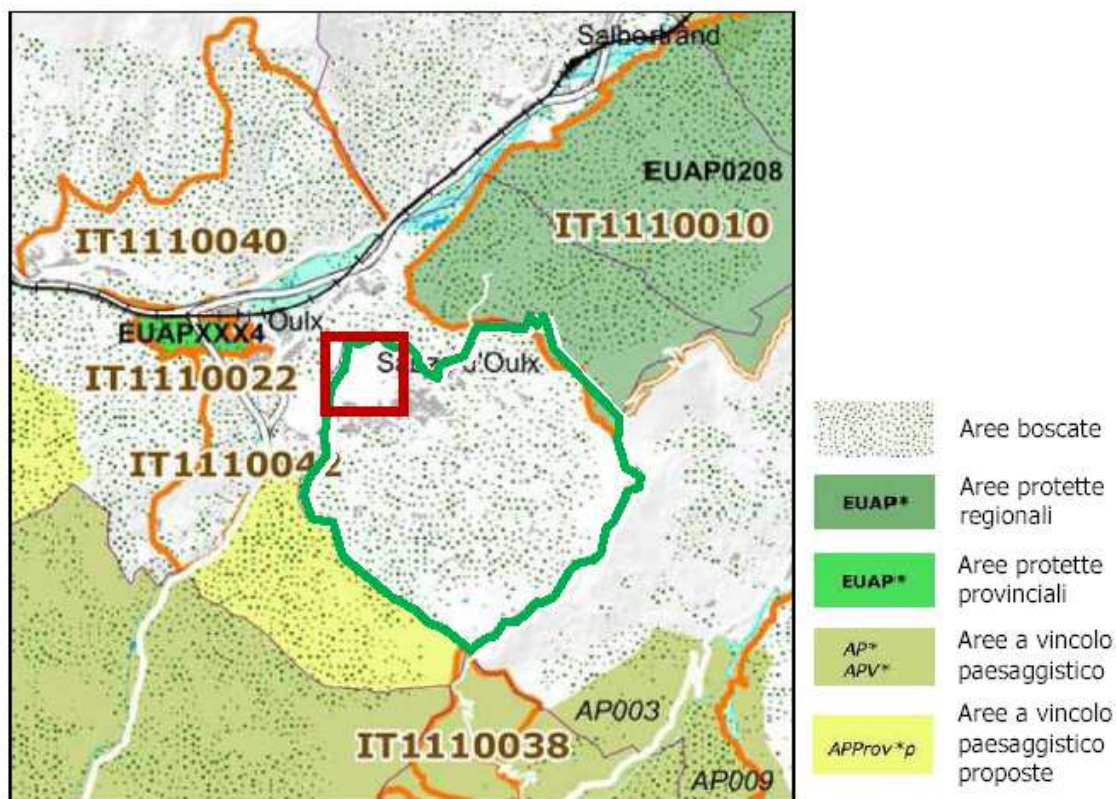 Salbertrand
EUAP0208
IT1110010
IT1110040
Oulx
EUAPXXX4
Sauze d'Oulx
IT1110022
IT1110042
AP003
IT1110038
AP009
Aree boscate
EUAP*
Aree protette
regionali
EUAP*
Aree protette
provinciali
AP*
APV*
Aree a vincolo
paesaggistico
APProv*p
Aree a vincolo
paesaggistico
proposte